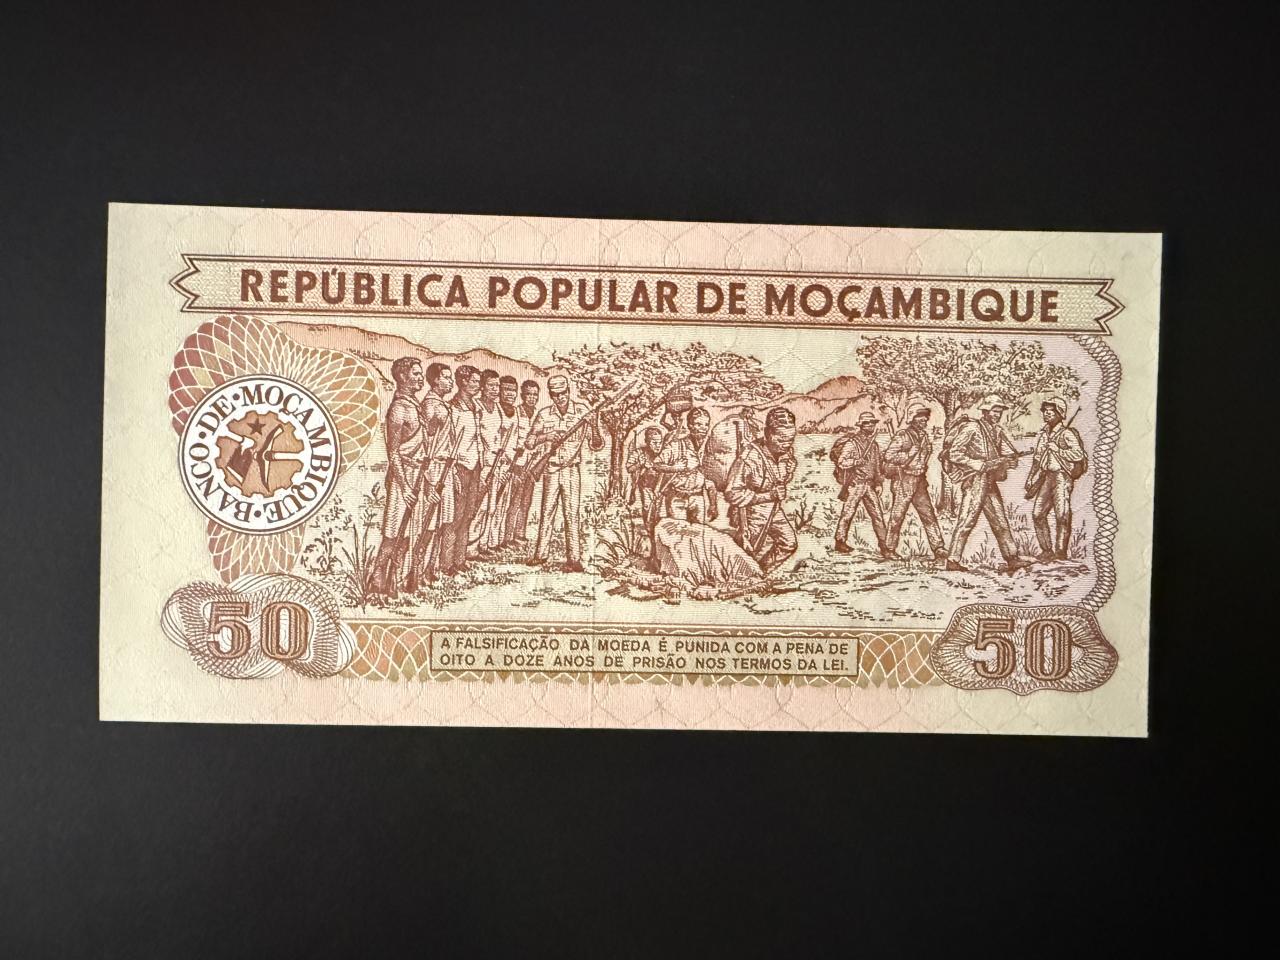 REPÚBLICA POPULAR DE MOÇAMBIQUE
BANCO·DE·MOÇAMBIQUE·
50
A FALSIFICAÇÃO DA MOEDA É PUNIDA COM A PENA DE
OITO A DOZE ANOS DE PRISÃO NOS TERMOS DA LEI.
50